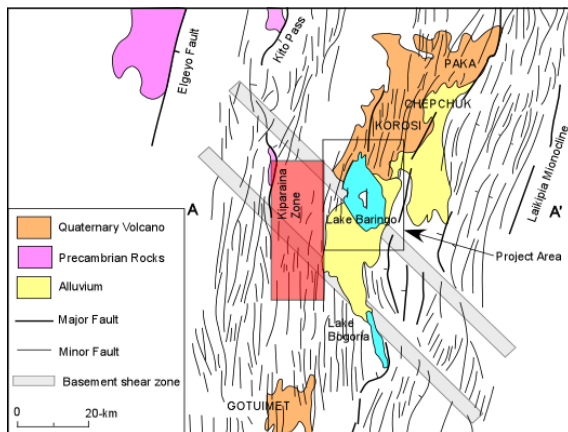 Elgeyo Fault
Kito Pass
PAKA
CHEPCHUK
KOROSI
Laikipia Mionocline
A
Kiparaina
Zone
Lake Baringo
A'
Project Area
Lake
Bogoria
GOTUIMET
Quaternary Volcano
Precambrian Rocks
Alluvium
Major Fault
Minor Fault
Basement shear zone
0
20-km